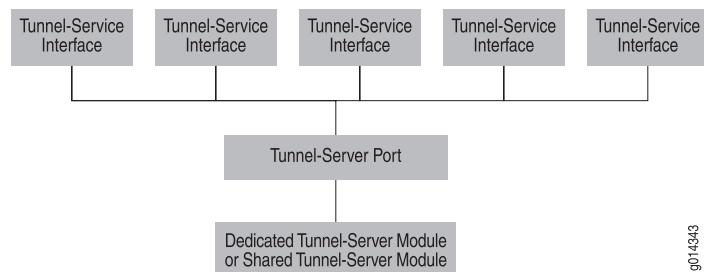 Tunnel-Service
Interface
Tunnel-Service
Interface
Tunnel-Service
Interface
Tunnel-Service
Interface
Tunnel-Service
Interface
Tunnel-Server Port
Dedicated Tunnel-Server Module
or Shared Tunnel-Server Module
g014343